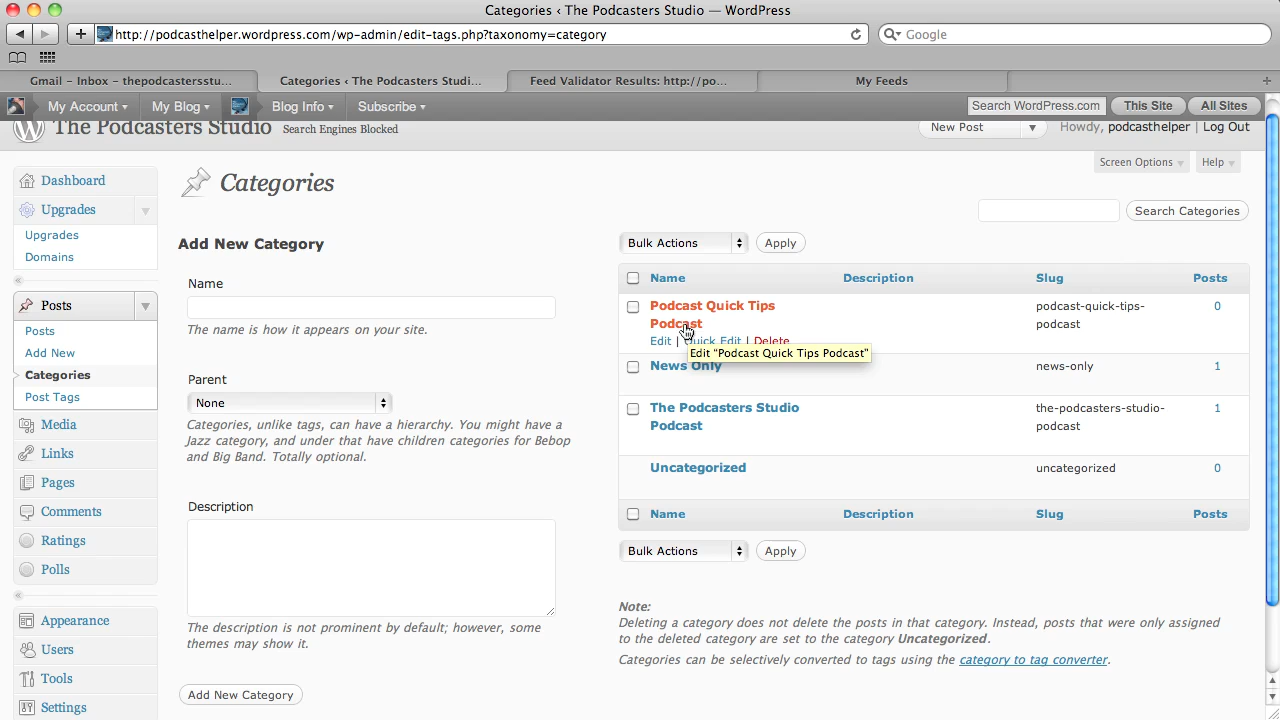 Categories ‹ The Podcasters Studio — WordPress
http://podcasthelper.wordpress.com/wp-admin/edit-tags.php?taxonomy=category
Google
Gmail – Inbox – thepodcastersstu...
Categories ‹ The Podcasters Studi...
Feed Validator Results: http://po...
My Feeds
My Account
My Blog
Blog Info
Subscribe
Search WordPress.com
This Site
All Sites
The Podcasters Studio
Search Engines Blocked
New Post
Howdy, podcasthelper | Log Out
Screen Options
Help
Dashboard
Upgrades
Upgrades
Domains
Posts
Posts
Add New
Categories
Post Tags
Media
Links
Pages
Comments
Ratings
Polls
Appearance
Users
Tools
Settings
Categories
Search Categories
Add New Category
Name
The name is how it appears on your site.
Parent
None
Categories, unlike tags, can have a hierarchy. You might have a
Jazz category, and under that have children categories for Bebop
and Big Band. Totally optional.
Description
The description is not prominent by default; however, some
themes may show it.
Add New Category
Bulk Actions
Apply
Name Description Slug Posts
Podcast Quick Tips
Podcast
podcast-quick-tips-
podcast
0
Edit | Quick Edit | Delete
Edit "Podcast Quick Tips Podcast"
News Only news-only 1
The Podcasters Studio
Podcast
the-podcasters-studio-
podcast
1
Uncategorized uncategorized 0
Name Description Slug Posts
Bulk Actions
Apply
Note:
Deleting a category does not delete the posts in that category. Instead, posts that were only assigned
to the deleted category are set to the category Uncategorized.
Categories can be selectively converted to tags using the category to tag converter.